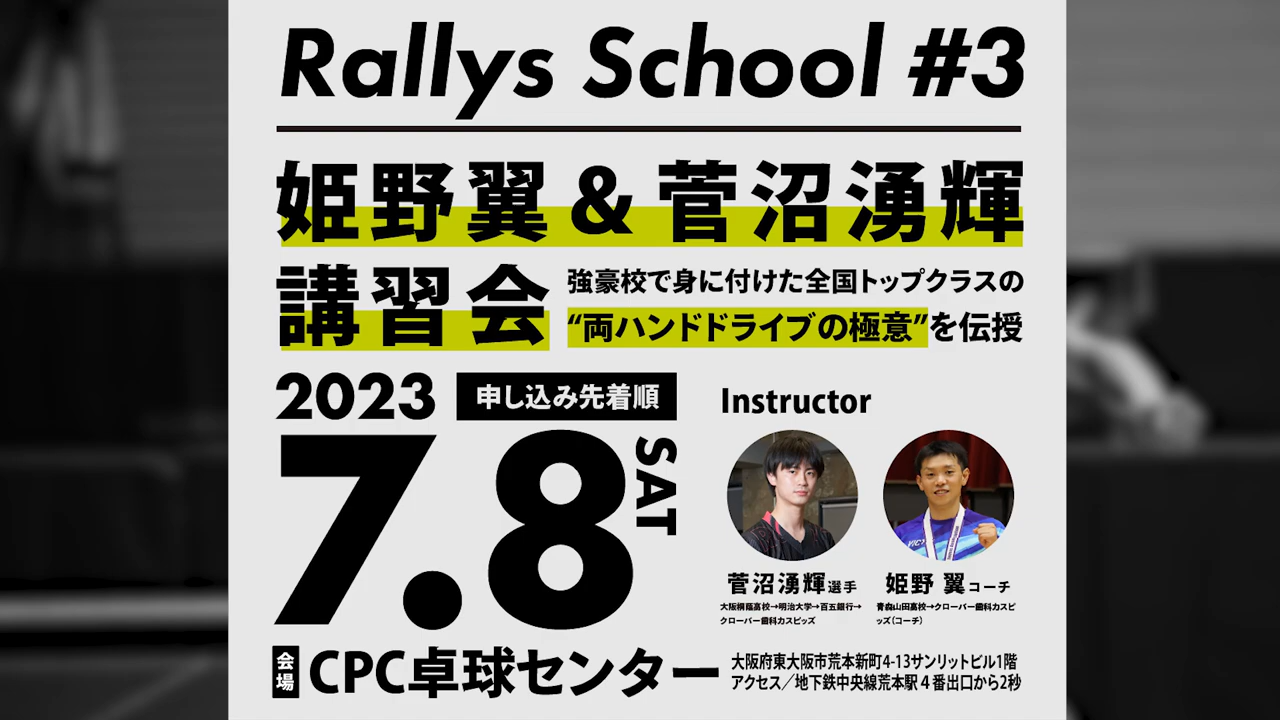 Rallys School #3
姫野翼&菅沼湧輝
講習会
強豪校で身に付けた全国トップクラスの
“両ハンドドライブの極意”を伝授
2023
申し込み先着順
7.8
SAT
Instructor
菅沼湧輝選手
大阪桐蔭高校→明治大学→百五銀行→
クローバー歯科カスピッズ
姫野 翼コーチ
青森山田高校→クローバー歯科カスピ
ッズ(コーチ)
会場
CPC卓球センター
大阪府東大阪市荒本新町4-13サンリットビル1階
アクセス／地下鉄中央線荒本駅４番出口から2秒